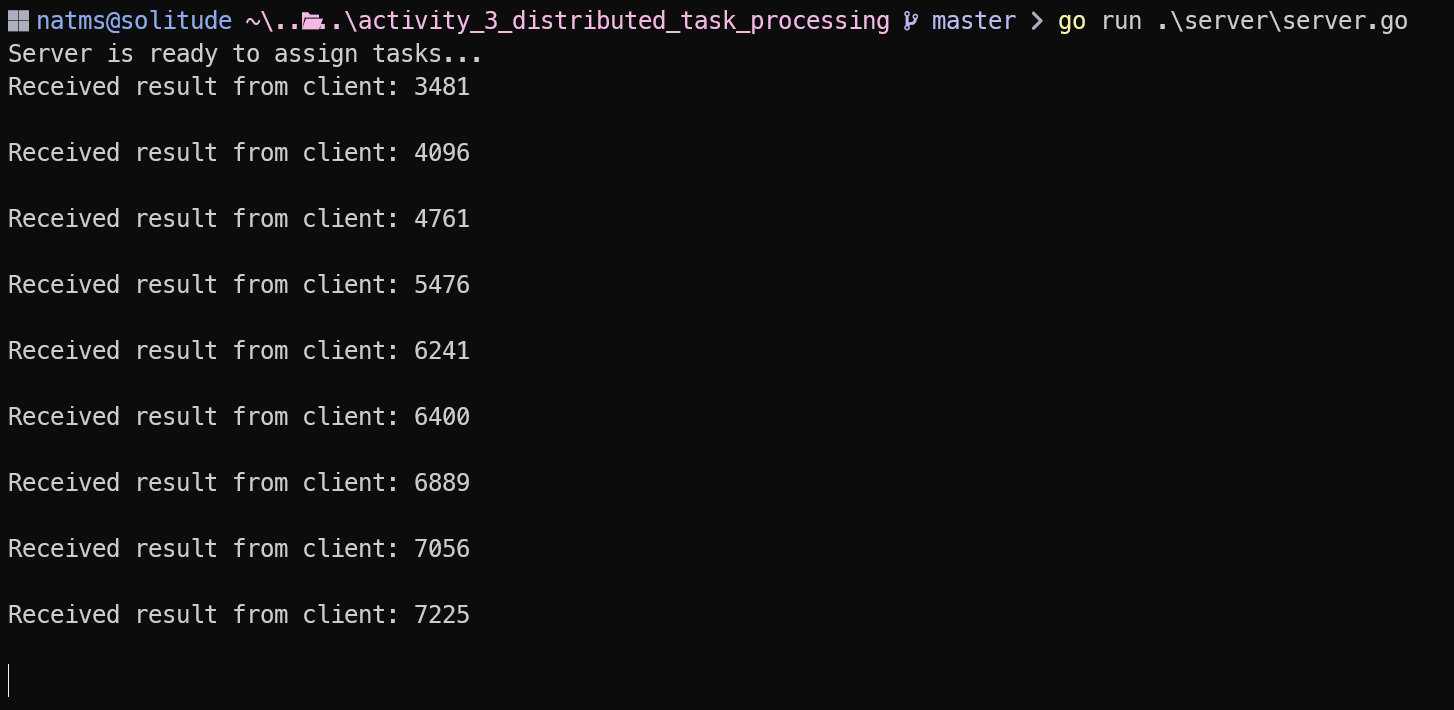 natms@solitude ~\....\activity_3_distributed_task_processing master > go run .\server\server.go
Server is ready to assign tasks...
Received result from client: 3481
Received result from client: 4096
Received result from client: 4761
Received result from client: 5476
Received result from client: 6241
Received result from client: 6400
Received result from client: 6889
Received result from client: 7056
Received result from client: 7225